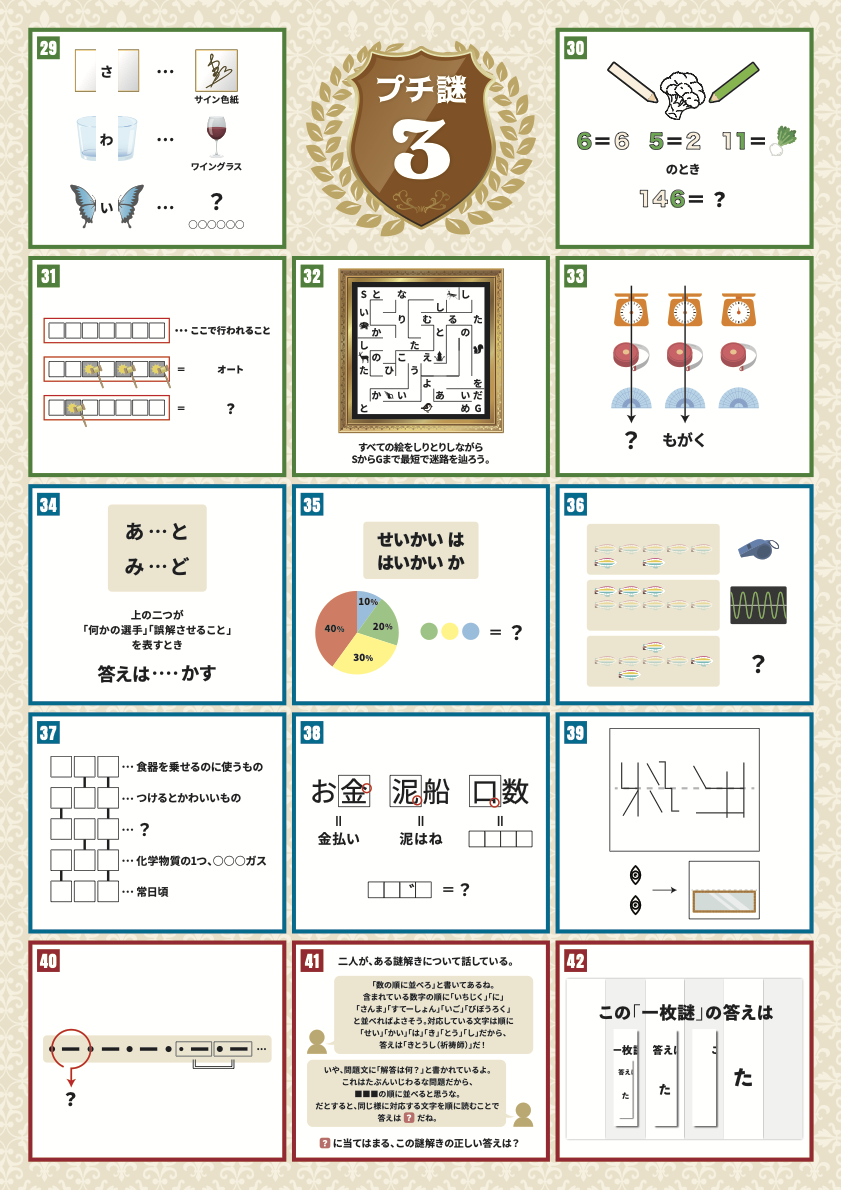 29
さ
…
サイン色紙
わ
…
ワイングラス
い
…
?
○○○○○○
プチ謎
3
30
6=6 5=2 11=
のとき
146= ?
31
…ここで行われること
= オート
= ?
32
S と な し
い し
り む る た
か と の
し た
の こ え
た ひ う
よ を
か い あ い だ
と め G
すべての絵をしりとりしながら
SからGまで最短で迷路を辿ろう。
33
? もがく
34
あ…と
み…ど
上の二つが
「何かの選手」「誤解させること」
を表すとき
答えは‥‥かす
35
せいかい は
はいかい か
10%
20%
30%
40%
= ?
36
?
37
…食器を乗せるのに使うもの
…つけるとかわいいもの
…?
…化学物質の1つ、○○○ガス
…常日頃
38
お金 泥船 口数
= = =
金払い 泥はね
゛ = ?
39
40
?
…
41
二人が、ある謎解きについて話している。
「数の順に並べろ」と書いてあるね。
含まれている数字の順に「いちじく」「に」
「さんま」「すてーしょん」「いご」「びぼうろく」
と並べればよさそう。対応している文字は順に
「せい」「かい」「は」「き」「とう」「し」だから、
答えは「きとうし（祈祷師）」だ！
いや、問題文に「解答は何？」と書かれているよ。
これはたぶんいじわるな問題だから、
■■■の順に並べると思うな。
だとすると、同じ様に対応する文字を順に読むことで
答えは ? だね。
? に当てはまる、この謎解きの正しい答えは？
42
この「一枚謎」の答えは
一枚謎
答えは
た
答えは
た
こ
た